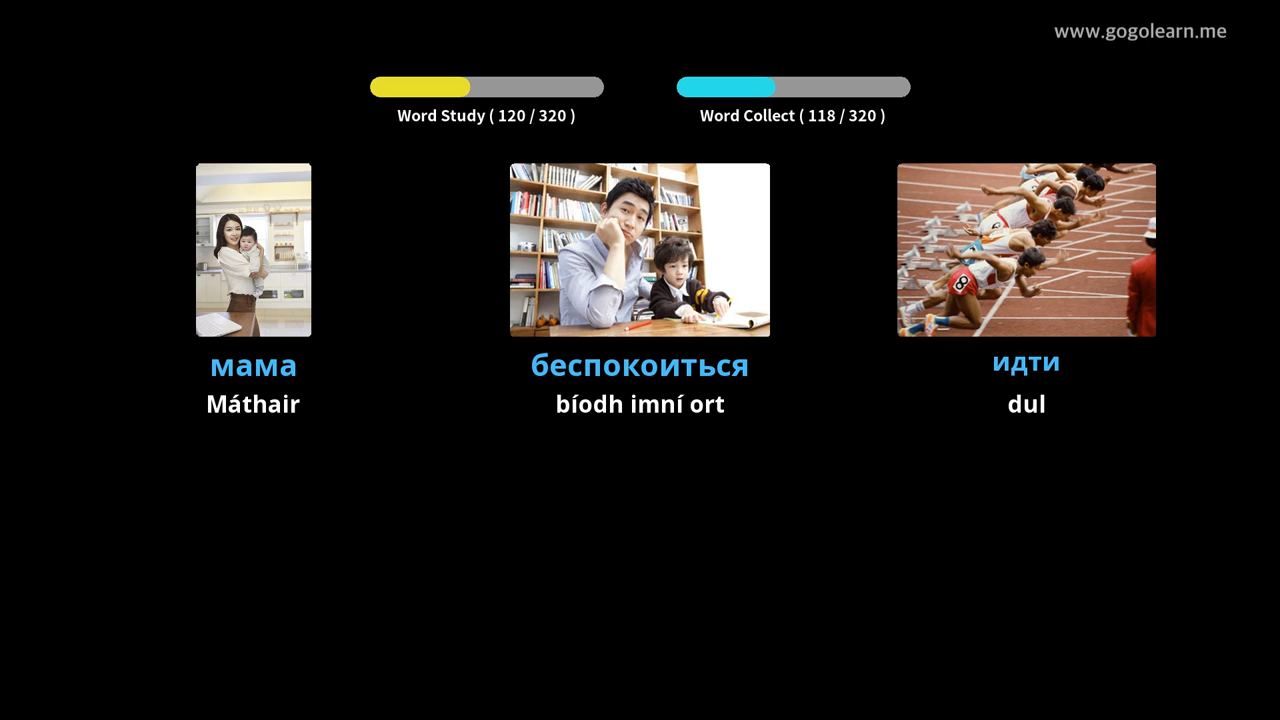 www.gogolearn.me
Word Study ( 120 / 320 )
Word Collect ( 118 / 320 )
мама
беспокоиться
идти
Máthair
bíodh imní ort
dul
8